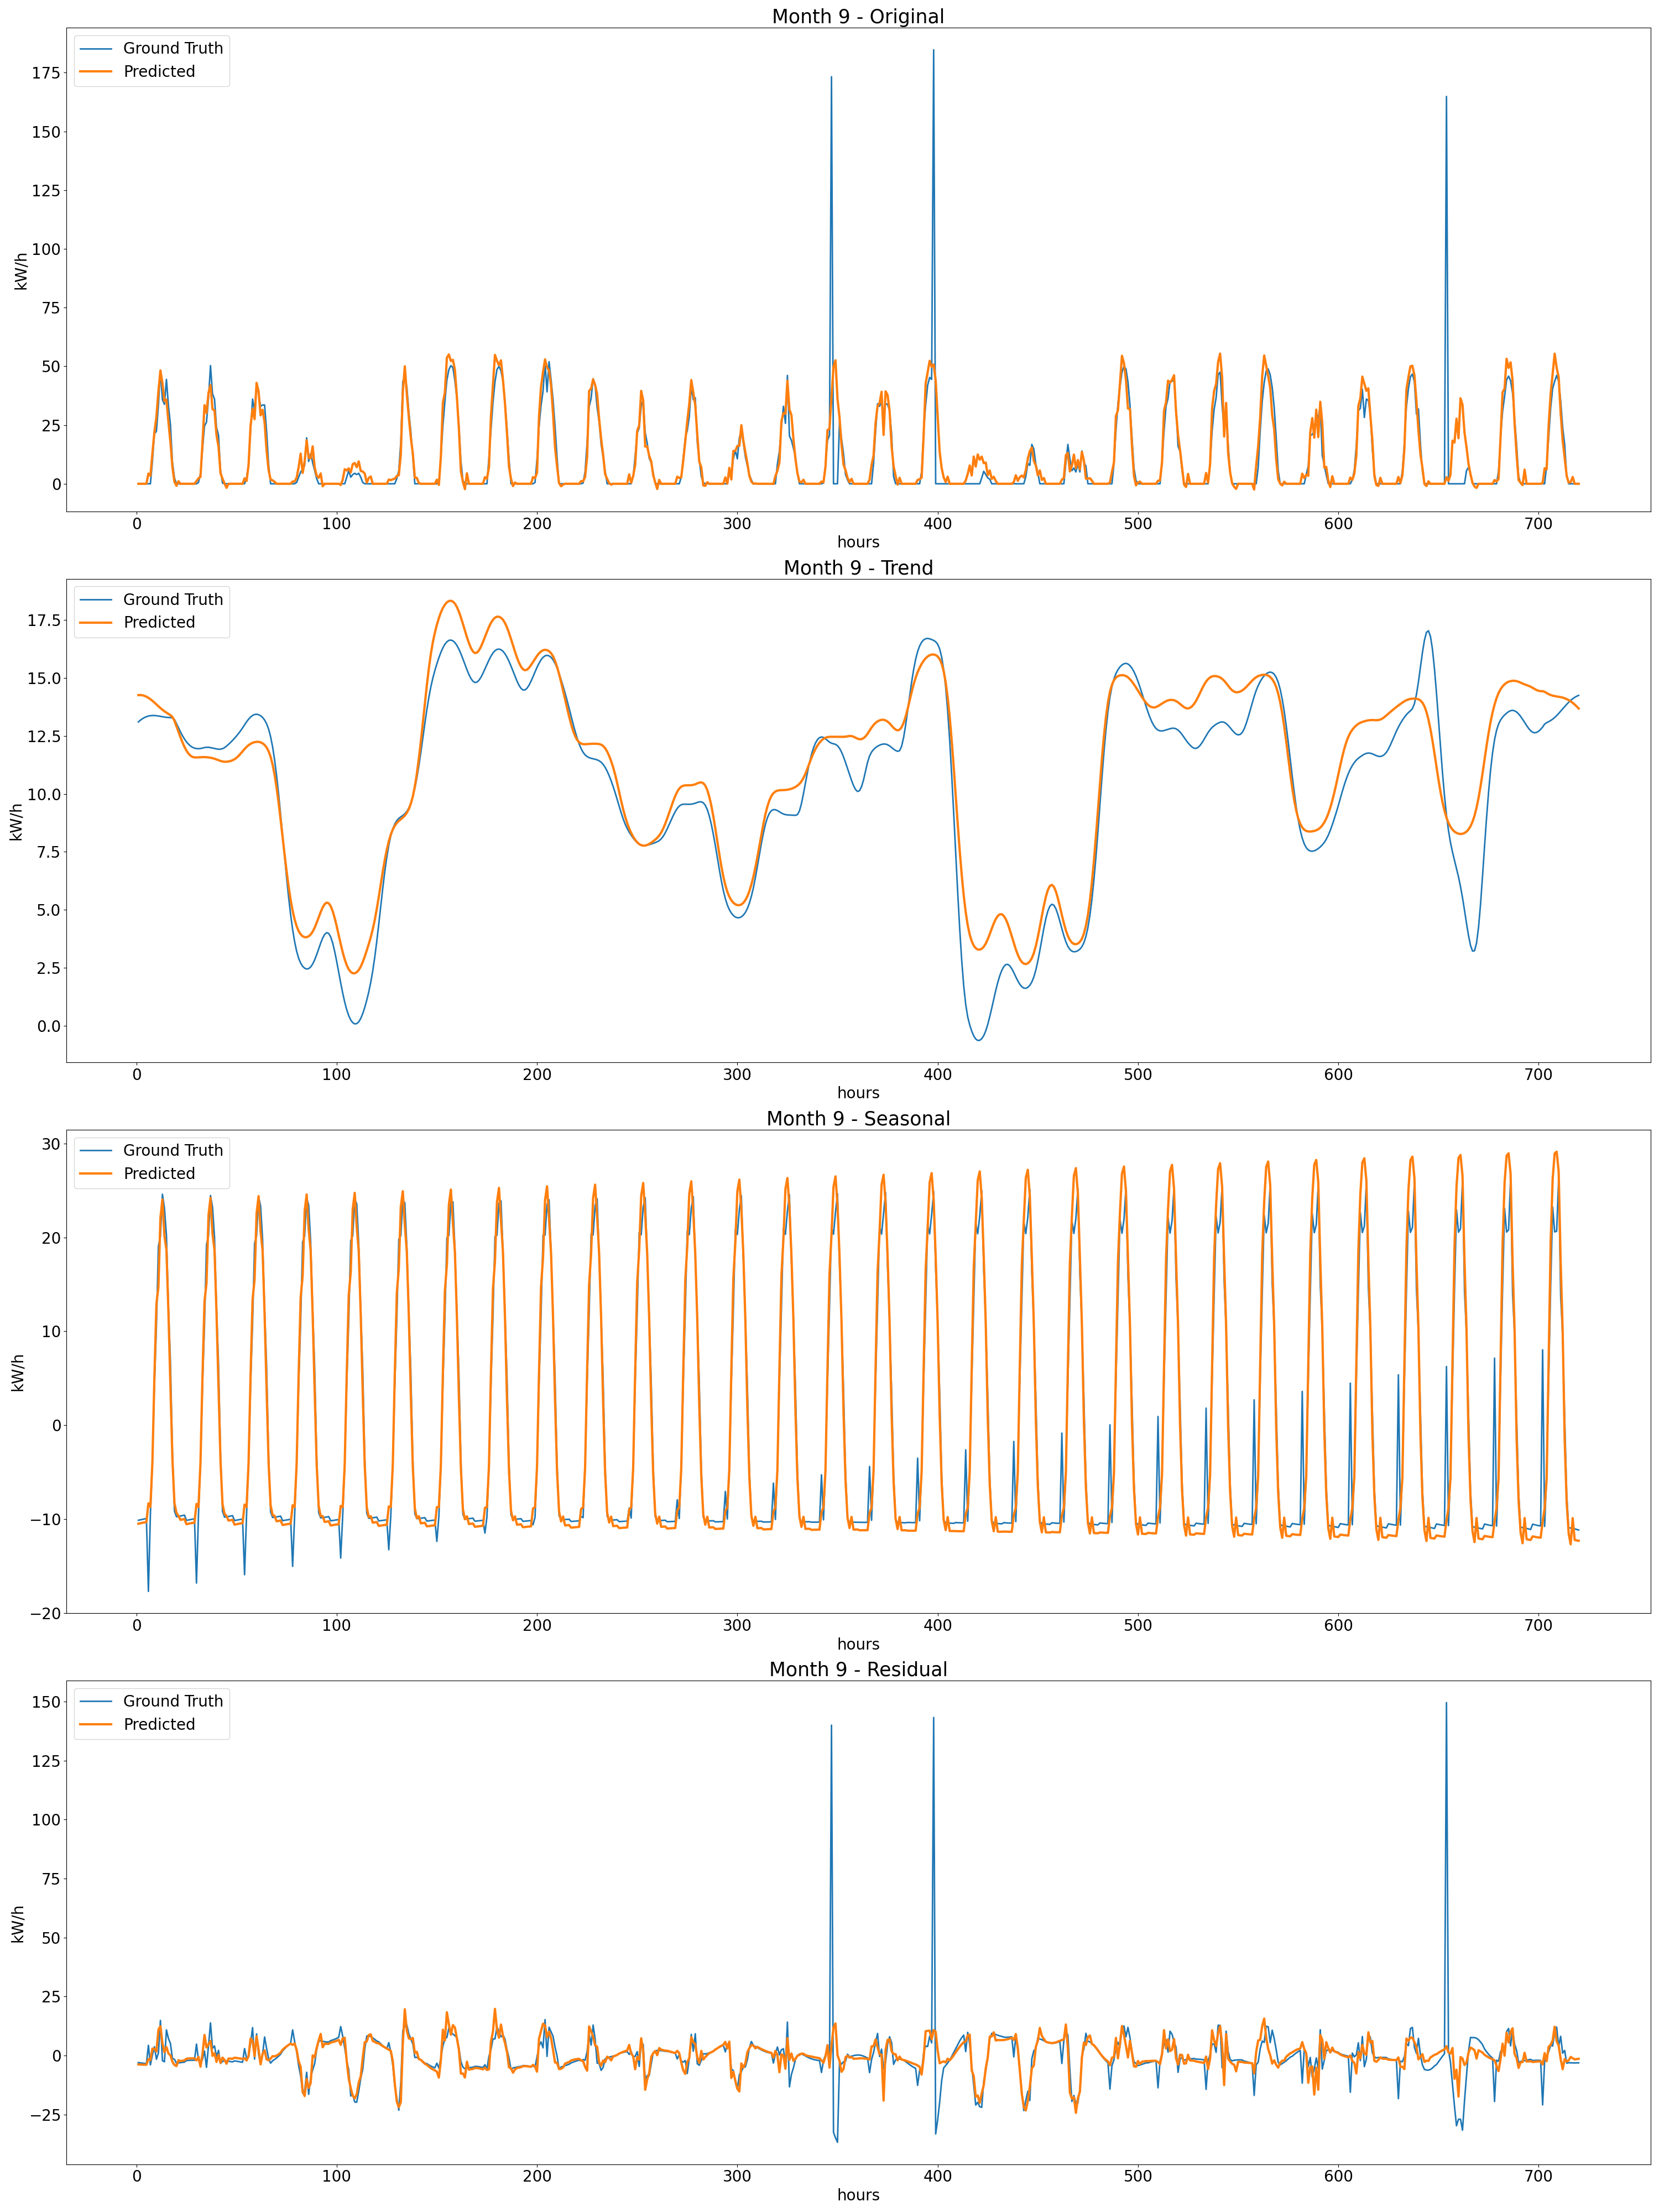 Month 9 - Original
Ground Truth
Predicted
175
150
125
100
75
50
25
0
kW/h
0 100 200 300 400 500 600 700
hours
Month 9 - Trend
Ground Truth
Predicted
17.5
15.0
12.5
10.0
7.5
5.0
2.5
0.0
kW/h
0 100 200 300 400 500 600 700
hours
Month 9 - Seasonal
Ground Truth
Predicted
30
20
10
0
−10
−20
kW/h
0 100 200 300 400 500 600 700
hours
Month 9 - Residual
Ground Truth
Predicted
150
125
100
75
50
25
0
−25
kW/h
0 100 200 300 400 500 600 700
hours